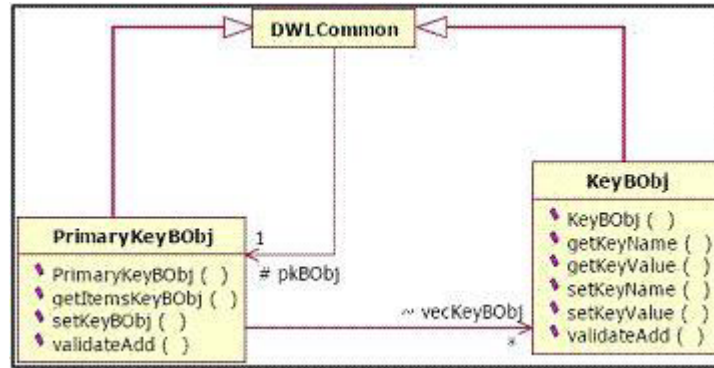 DWLCommon
KeyBObj
KeyBObj ( )
getKeyName ( )
getKeyValue ( )
setKeyName ( )
setKeyValue ( )
validateAdd ( )
PrimaryKeyBObj
PrimaryKeyBObj ( )
getItemsKeyBObj( )
setKeyBObj ( )
validateAdd ( )
1
# pkBObj
~ vecKeyBObj
*